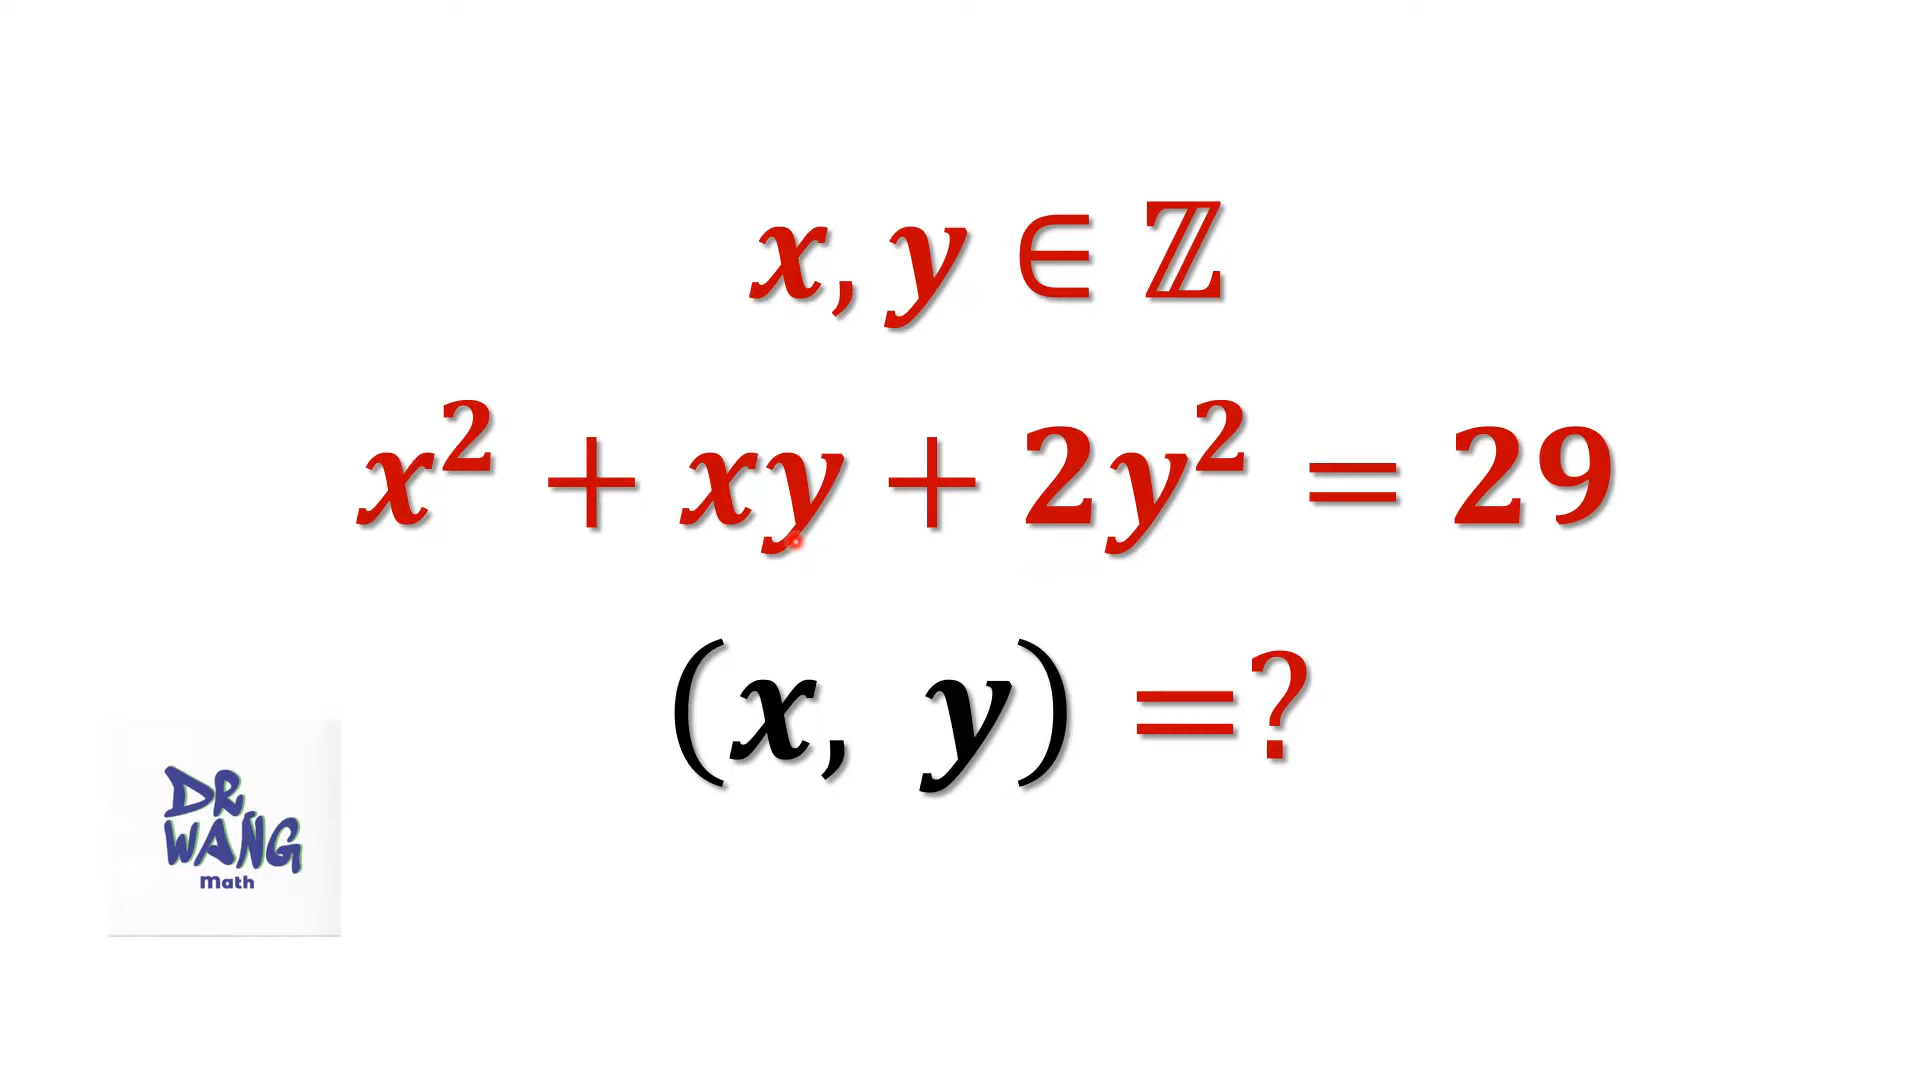 x, y ∈ ℤ
x² + xy + 2y² = 29
(x, y) =?
DR
WANG
Math